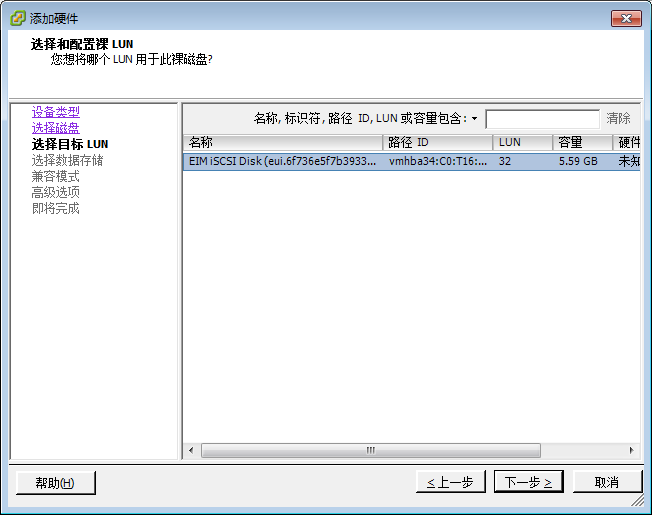 添加硬件
选择和配置裸 LUN
您想将哪个 LUN 用于此裸磁盘?
设备类型
选择磁盘
选择目标 LUN
选择数据存储
兼容模式
高级选项
即将完成
名称, 标识符, 路径 ID, LUN 或容量包含: 清除
名称 路径 ID LUN 容量 硬件
EIM iSCSI Disk (eui.6f736e5f7b3933... vmhba34:C0:T16:... 32 5.59 GB 未知
帮助(H) < 上一步 下一步 > 取消